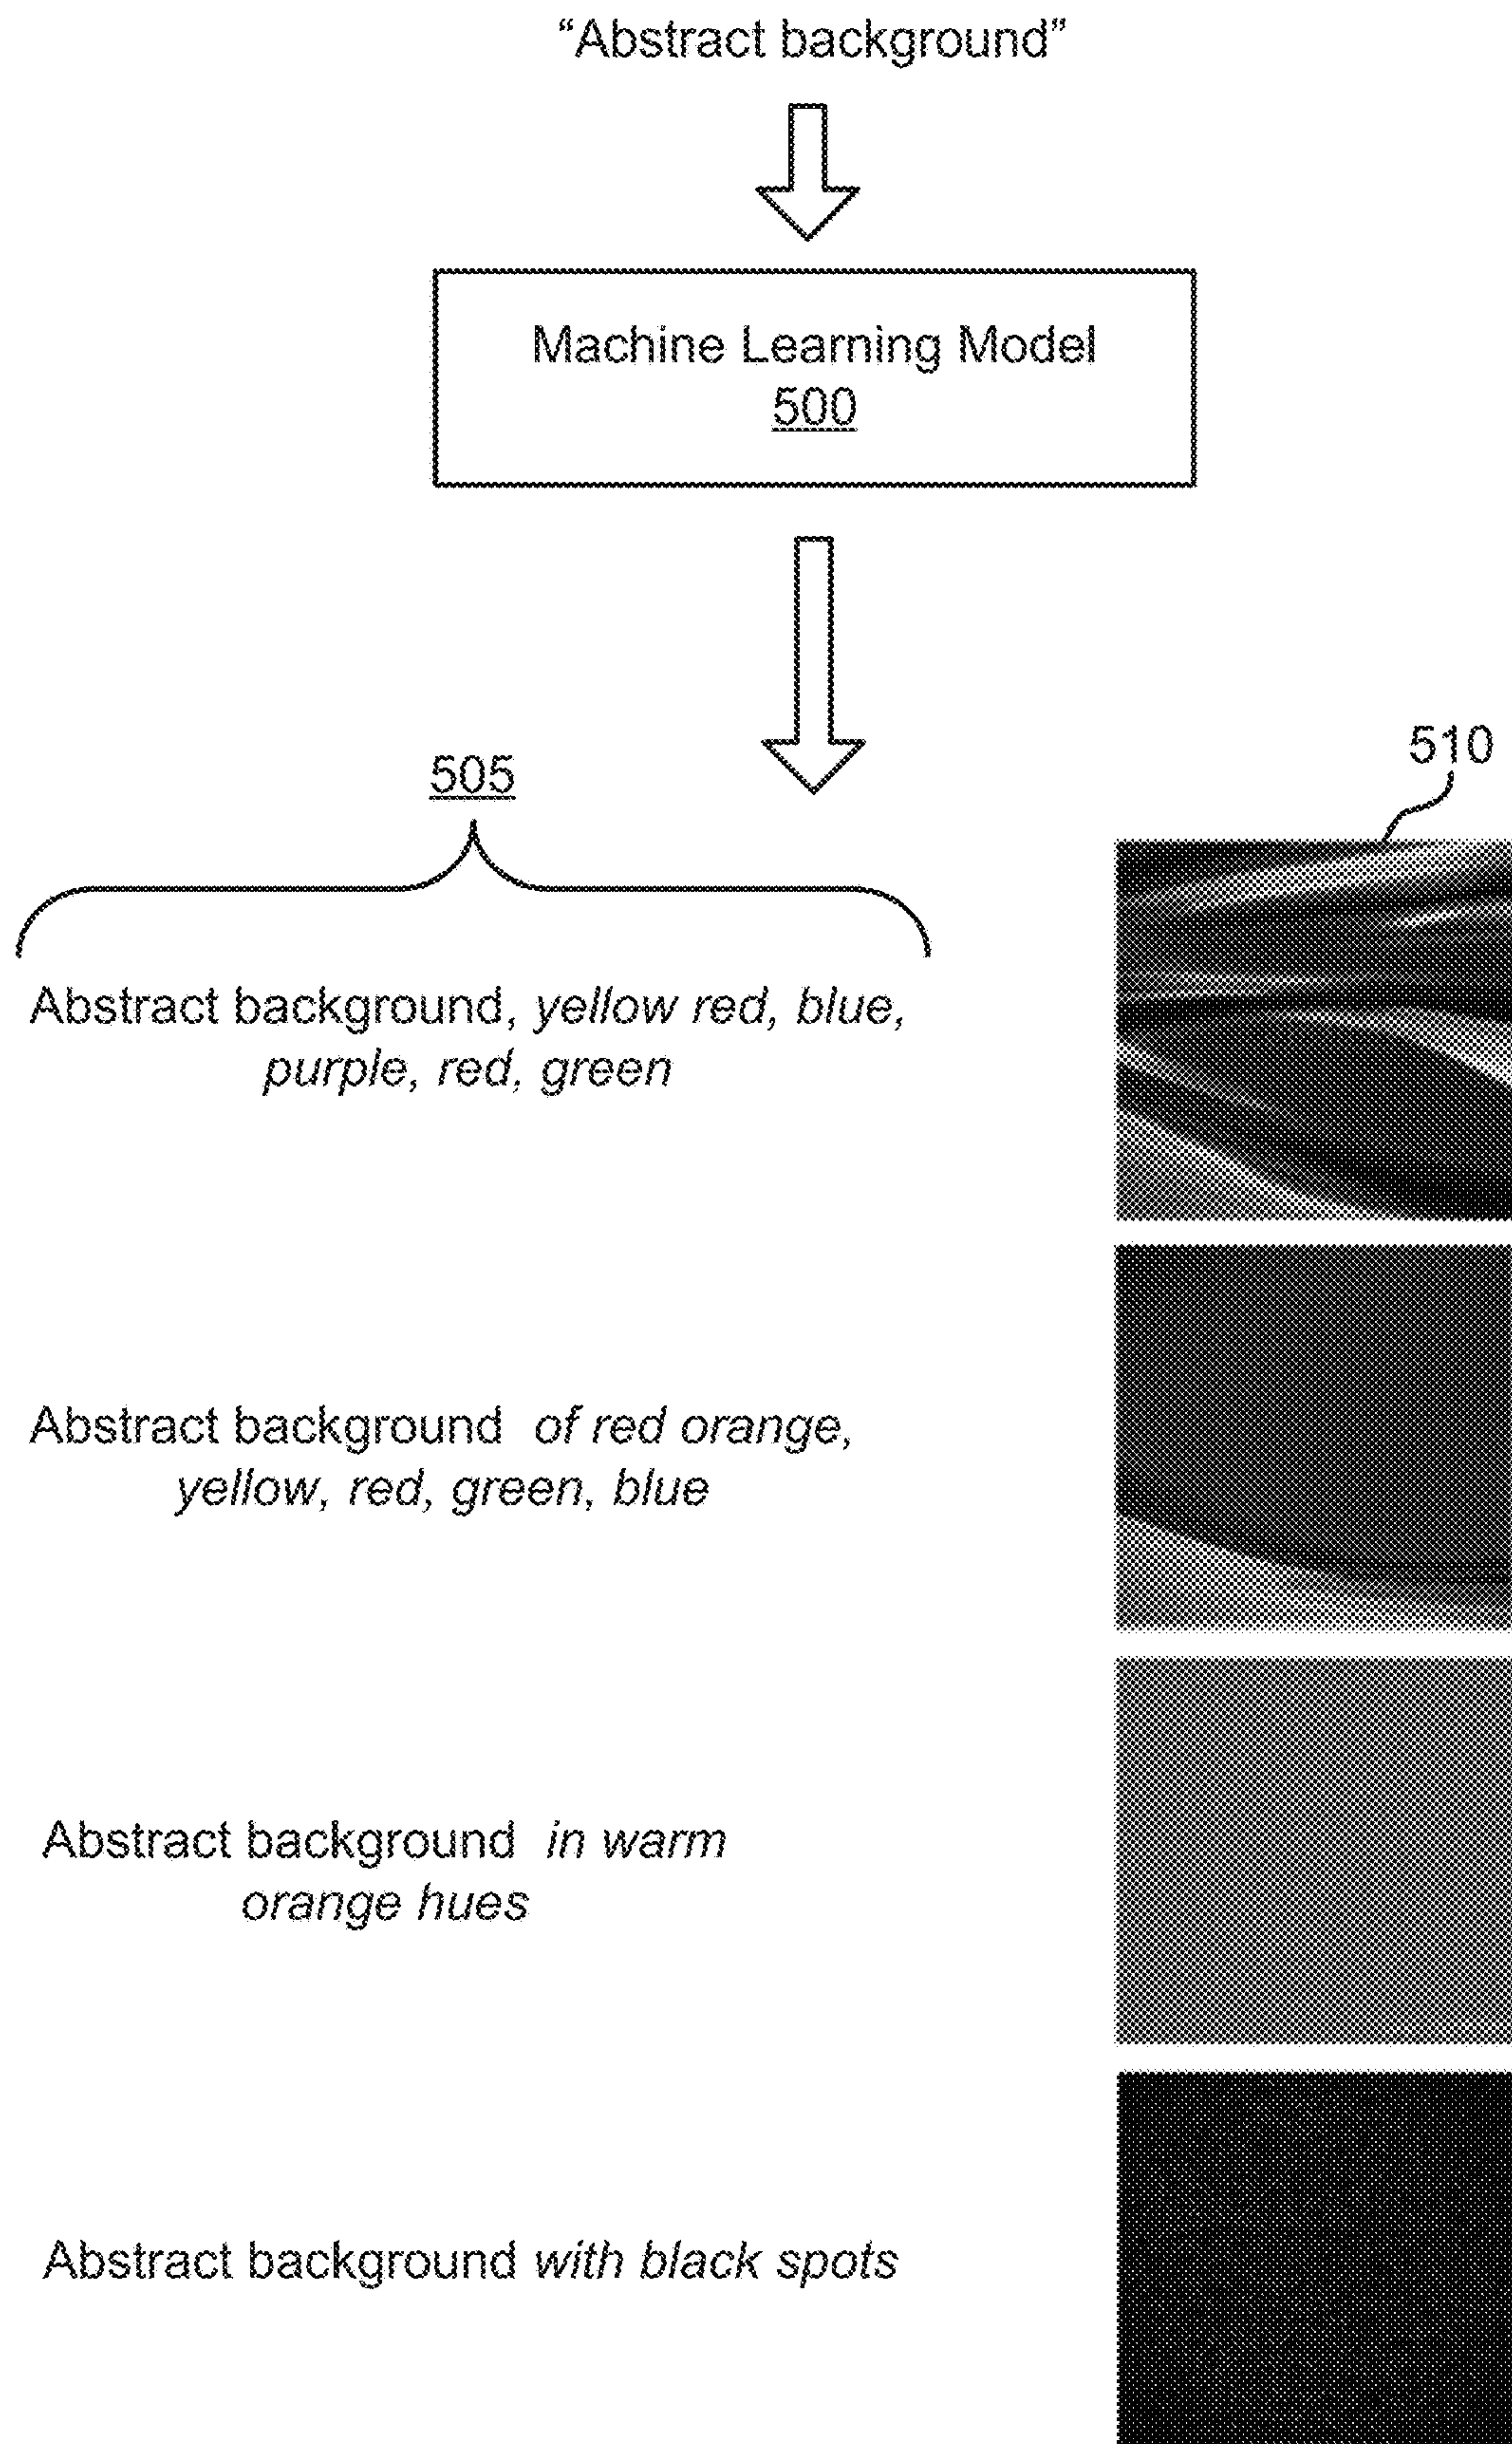 “Abstract background”
Machine Learning Model
500
505
510
Abstract background, yellow red, blue,
purple, red, green
Abstract background of red orange,
yellow, red, green, blue
Abstract background in warm
orange hues
Abstract background with black spots